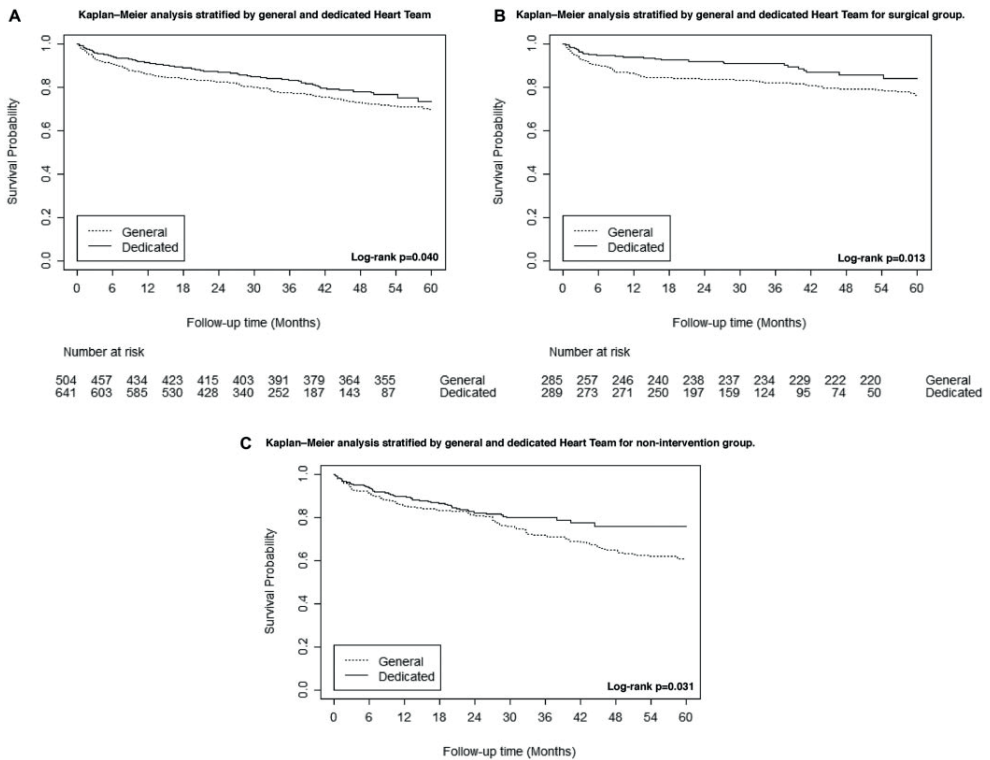 A Kaplan–Meier analysis stratified by general and dedicated Heart Team
1.0
0.8
0.6
0.4
0.2
0.0
Survival Probability
General
Dedicated
Log-rank p=0.040
0 6 12 18 24 30 36 42 48 54 60
Follow-up time (Months)
Number at risk
504 457 434 423 415 403 391 379 364 355 General
641 603 585 530 428 340 252 187 143 87 Dedicated
B Kaplan–Meier analysis stratified by general and dedicated Heart Team for surgical group.
1.0
0.8
0.6
0.4
0.2
0.0
Survival Probability
General
Dedicated
Log-rank p=0.013
0 6 12 18 24 30 36 42 48 54 60
Follow-up time (Months)
Number at risk
285 257 246 240 238 237 234 229 222 220 General
289 273 271 250 197 159 124 95 74 50 Dedicated
C Kaplan–Meier analysis stratified by general and dedicated Heart Team for non-intervention group.
1.0
0.8
0.6
0.4
0.2
0.0
Survival Probability
General
Dedicated
Log-rank p=0.031
0 6 12 18 24 30 36 42 48 54 60
Follow-up time (Months)